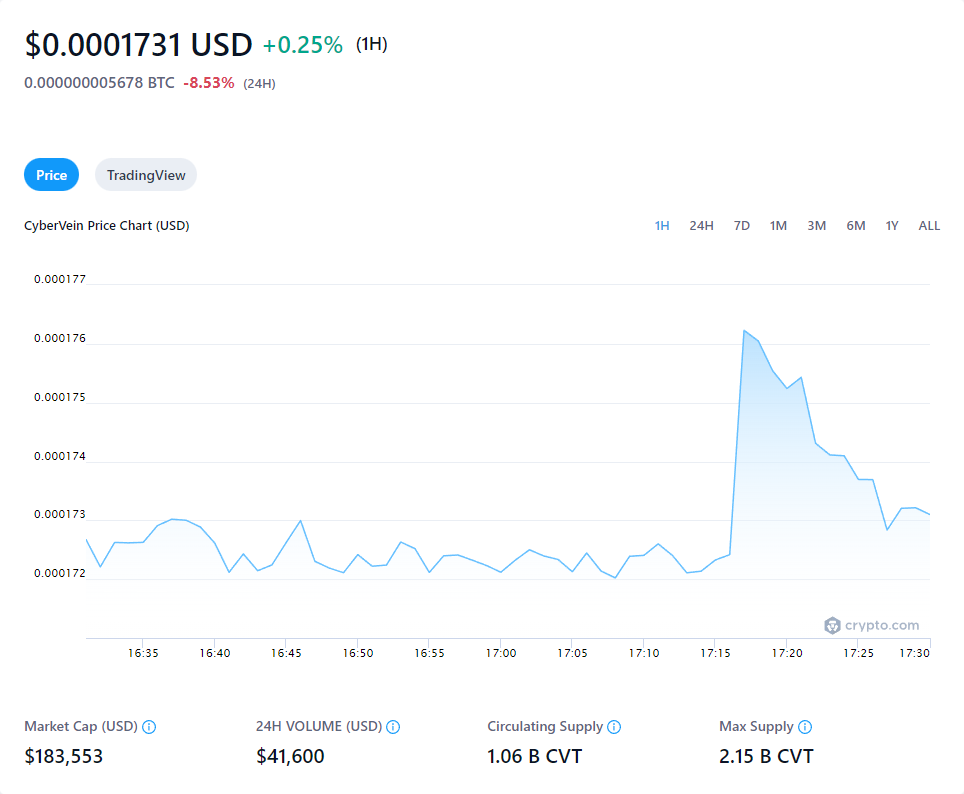 $0.0001731 USD +0.25% (1H)
0.000000005678 BTC -8.53% (24H)
Price TradingView
CyberVein Price Chart (USD) 1H 24H 7D 1M 3M 6M 1Y ALL
0.000177
0.000176
0.000175
0.000174
0.000173
0.000172
crypto.com
16:35 16:40 16:45 16:50 16:55 17:00 17:05 17:10 17:15 17:20 17:25 17:30
Market Cap (USD) 24H VOLUME (USD) Circulating Supply Max Supply
$183,553 $41,600 1.06 B CVT 2.15 B CVT